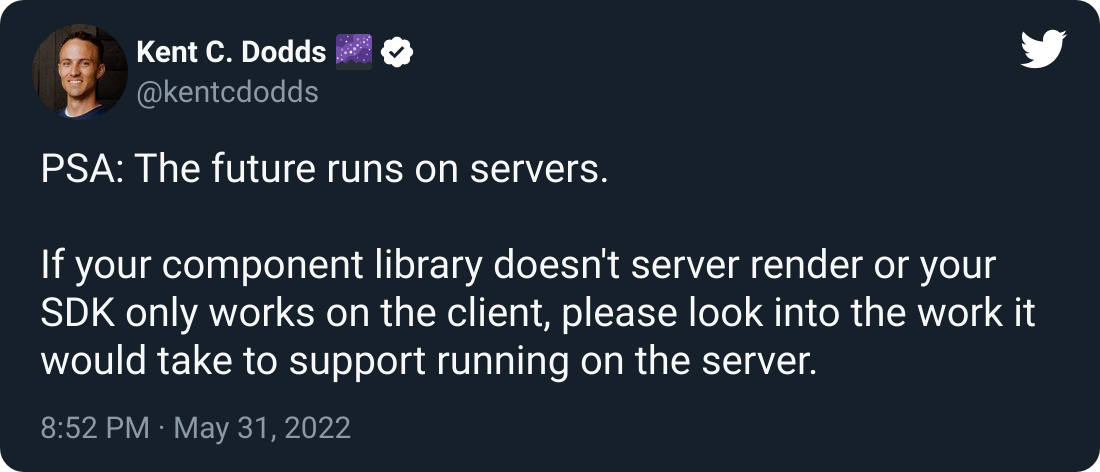 Kent C. Dodds 🌌
@kentcdodds
PSA: The future runs on servers.
If your component library doesn't server render or your
SDK only works on the client, please look into the work it
would take to support running on the server.
8:52 PM · May 31, 2022